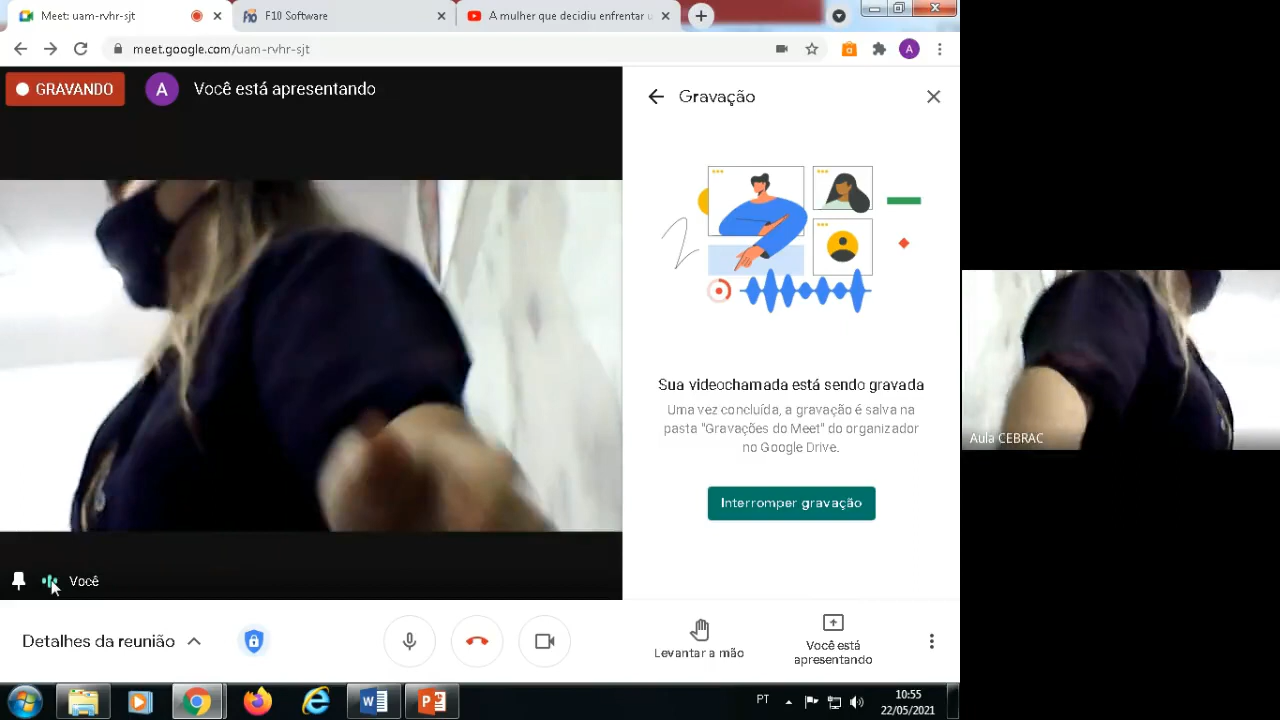 Meet: uam-rvhr-sjt
F10 Software
A mulher que decidiu enfrentar u
meet.google.com/uam-rvhr-sjt
A
GRAVANDO
A
Você está apresentando
Gravação
Sua videochamada está sendo gravada
Uma vez concluída, a gravação é salva na
pasta "Gravações do Meet" do organizador
no Google Drive.
Interromper gravação
Aula CEBRAC
Você
Detalhes da reunião
Levantar a mão
Você está
apresentando
PT
10:55
22/05/2021